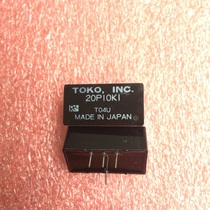 TOKO, INC.
20P10KI
T04U
MADE IN JAPAN